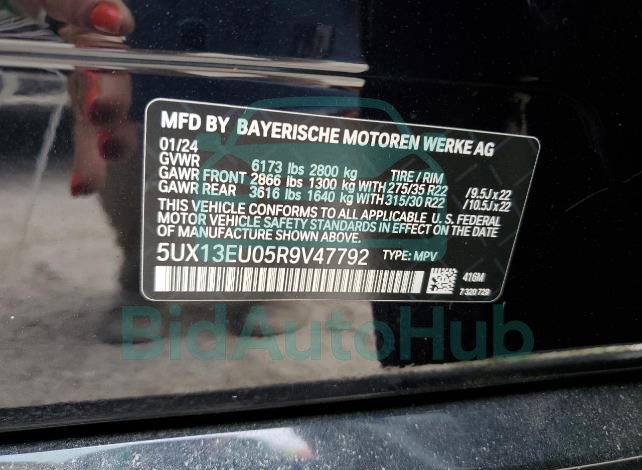 MFD BY BAYERISCHE MOTOREN WERKE AG
01/24
GVWR 6173 lbs 2800 kg TIRE / RIM
GAWR FRONT 2866 lbs 1300 kg WITH 275/35 R22 /9.5Jx22
GAWR REAR 3616 lbs 1640 kg WITH 315/30 R22 /10.5Jx22
THIS VEHICLE CONFORMS TO ALL APPLICABLE U.S. FEDERAL
MOTOR VEHICLE SAFETY STANDARDS IN EFFECT ON THE DATE
OF MANUFACTURE SHOWN ABOVE.
5UX13EU05R9V47792 TYPE: MPV
416M
7 320 729
BidAutoHub